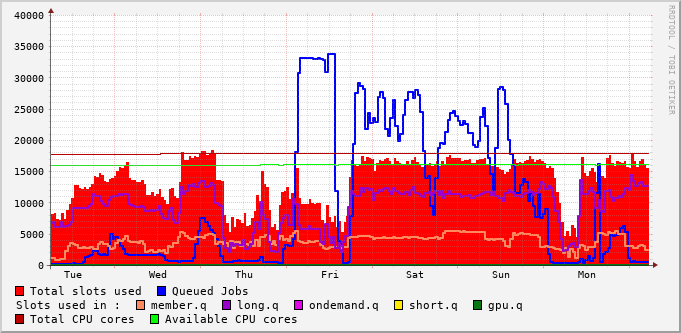 40000
35000
30000
25000
20000
15000
10000
5000
0
Tue Wed Thu Fri Sat Sun Mon
Total slots used Queued Jobs
Slots used in : member.q long.q ondemand.q short.q gpu.q
Total CPU cores Available CPU cores
RRDTOOL / TOBI OETIKER